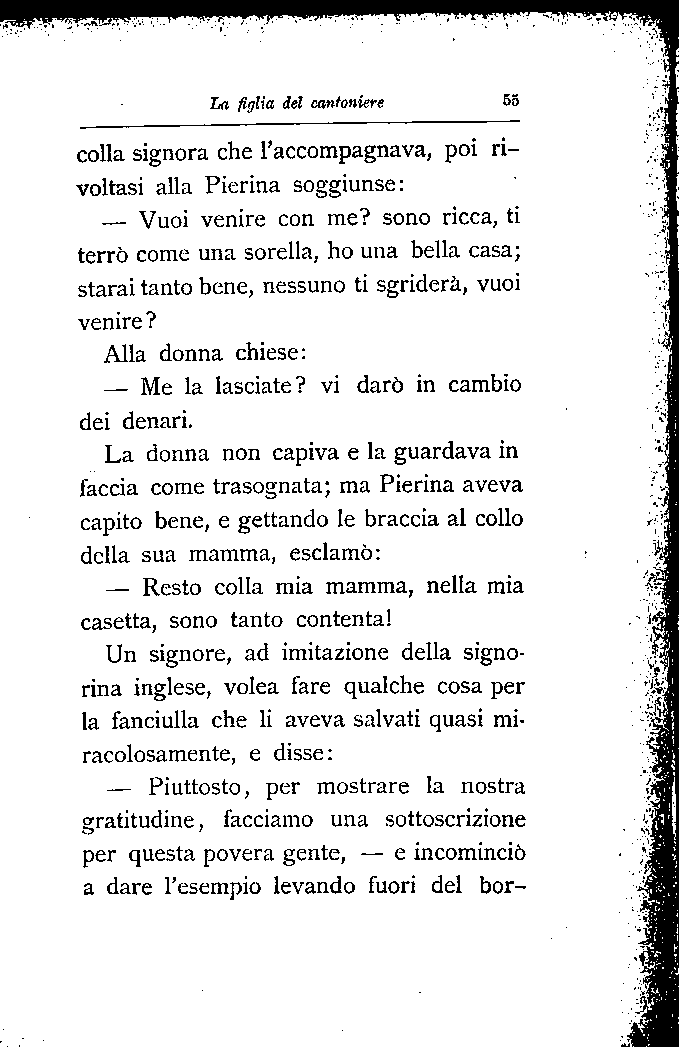 La figlia del cantoniere 55
colla signora che l'accompagnava, poi ri-
voltasi alla Pierina soggiunse:
— Vuoi venire con me? sono ricca, ti
terrò come una sorella, ho una bella casa;
starai tanto bene, nessuno ti sgriderà, vuoi
venire?
Alla donna chiese:
— Me la lasciate? vi darò in cambio
dei denari.
La donna non capiva e la guardava in
faccia come trasognata; ma Pierina aveva
capito bene, e gettando le braccia al collo
della sua mamma, esclamò:
— Resto colla mia mamma, nella mia
casetta, sono tanto contenta!
Un signore, ad imitazione della signo-
rina inglese, volea fare qualche cosa per
la fanciulla che li aveva salvati quasi mi-
racolosamente, e disse:
— Piuttosto, per mostrare la nostra
gratitudine, facciamo una sottoscrizione
per questa povera gente, — e incominciò
a dare l'esempio levando fuori del bor-